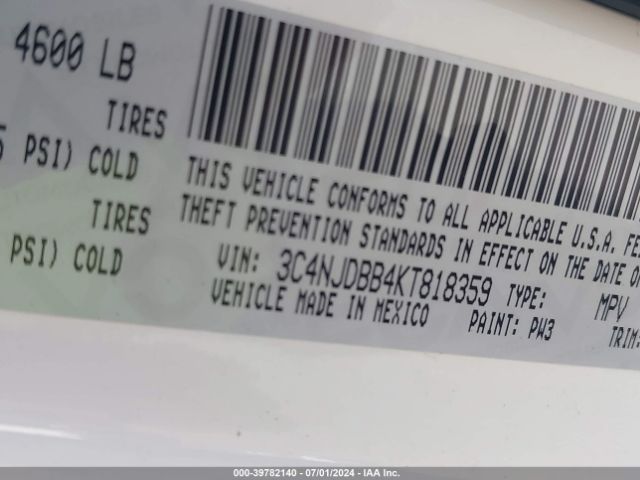 4600 LB
TIRES
5 PSI) COLD
TIRES
PSI) COLD
THIS VEHICLE CONFORMS TO ALL APPLICABLE U.S.A. FE
THEFT PREVENTION STANDARDS IN EFFECT ON THE DATE OF
VIN: 3C4NJDBB4KT818359 TYPE: MPV
VEHICLE MADE IN MEXICO PAINT: PW3 TRIM:
000-39782140 - 07/01/2024 - IAA Inc.